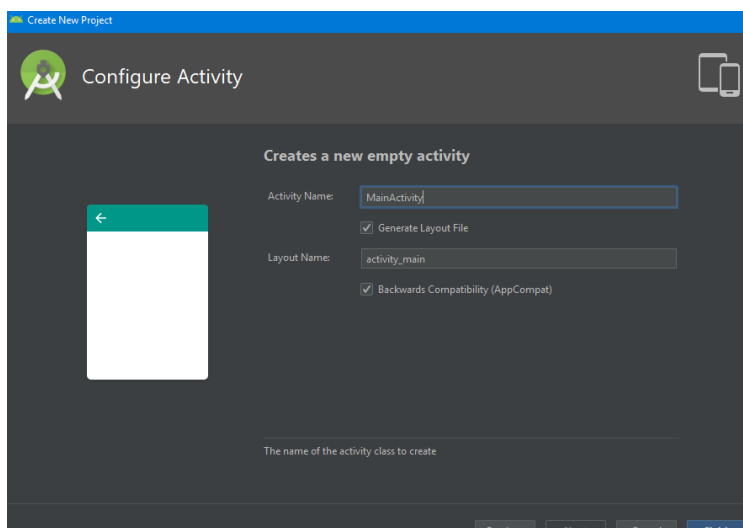 Create New Project
Configure Activity
Creates a new empty activity
Activity Name: MainActivity
Generate Layout File
Layout Name: activity_main
Backwards Compatibility (AppCompat)
The name of the activity class to create